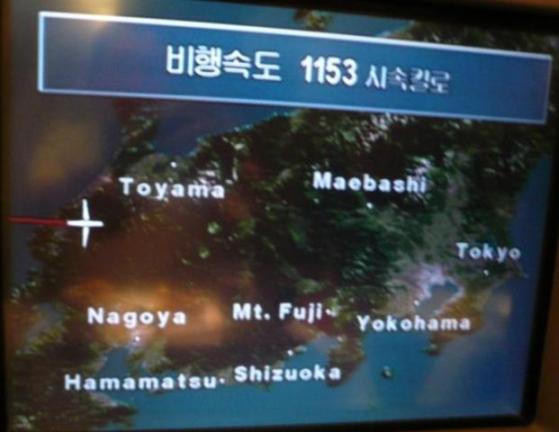 비행속도 1153 시속킬로
Toyama
Maebashi
Tokyo
Nagoya
Mt. Fuji
Yokohama
Hamamatsu
Shizuoka